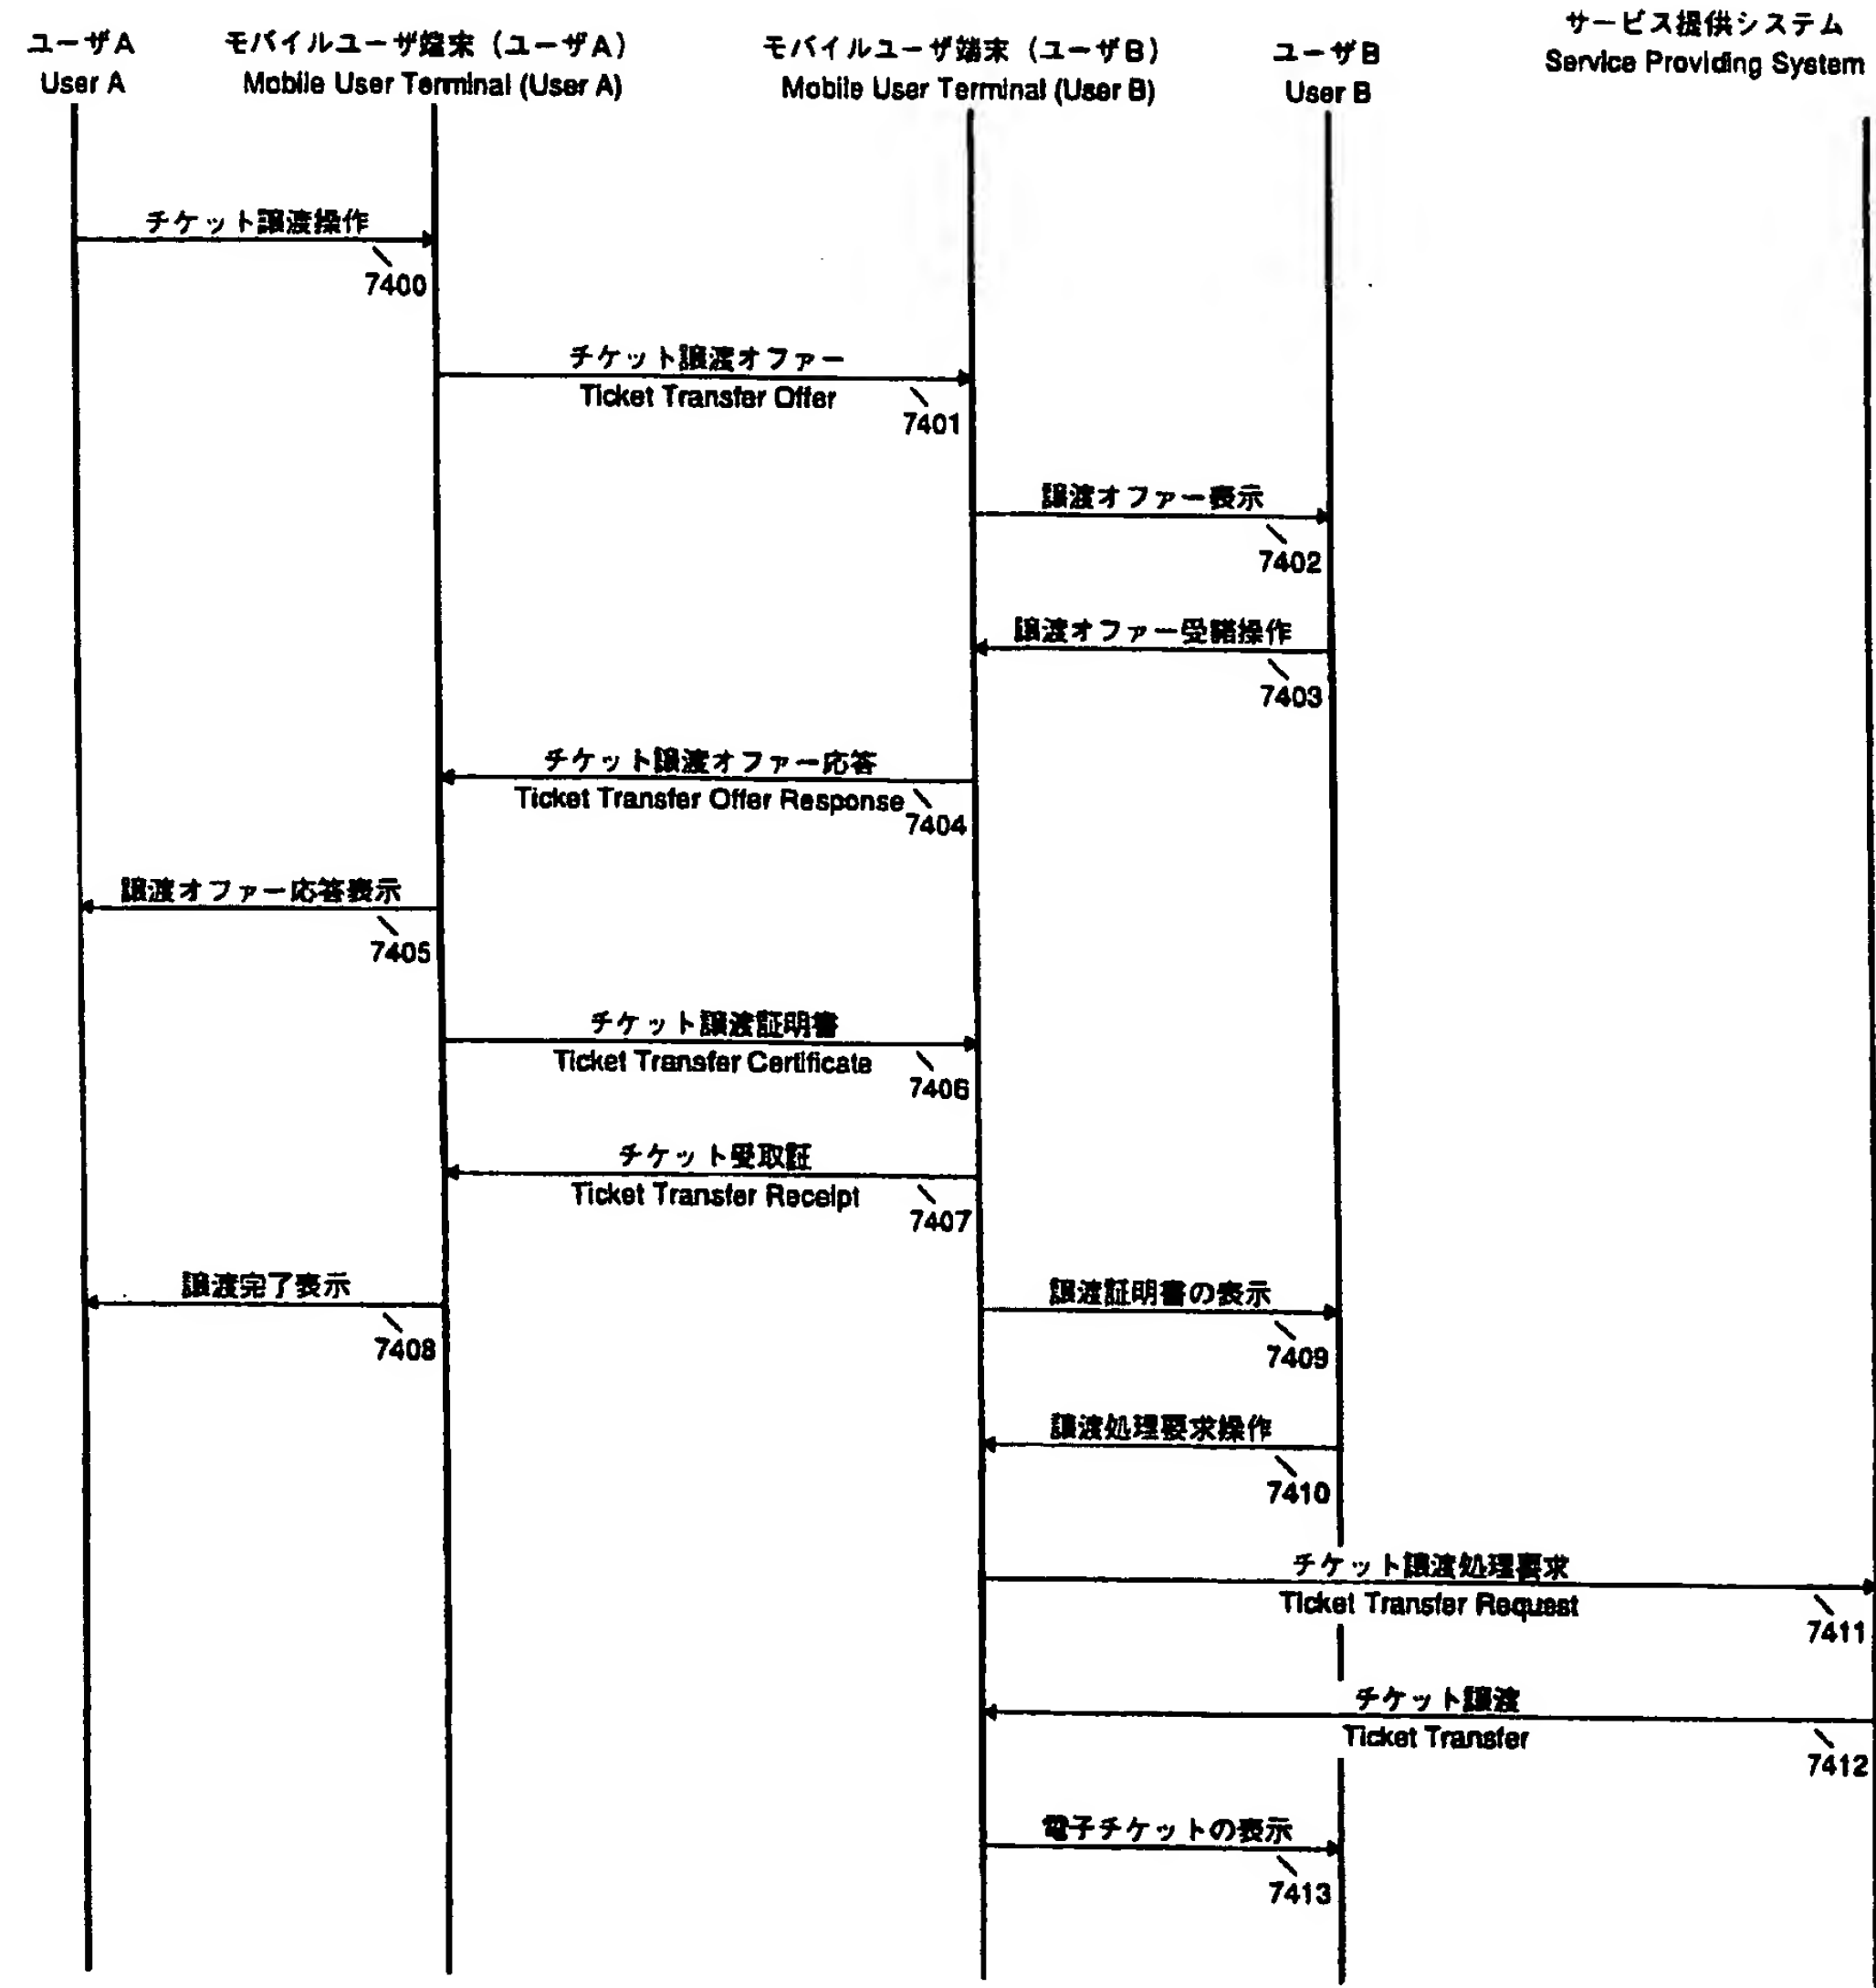 ユーザA
User A
モバイルユーザ端末（ユーザA）
Mobile User Terminal (User A)
モバイルユーザ端末（ユーザB）
Mobile User Terminal (User B)
ユーザB
User B
サービス提供システム
Service Providing System
チケット譲渡操作
7400
チケット譲渡オファー
Ticket Transfer Offer
7401
譲渡オファー表示
7402
譲渡オファー受諾操作
7403
チケット譲渡オファー応答
Ticket Transfer Offer Response
7404
譲渡オファー応答表示
7405
チケット譲渡証明書
Ticket Transfer Certificate
7406
チケット受取証
Ticket Transfer Receipt
7407
譲渡完了表示
7408
譲渡証明書の表示
7409
譲渡処理要求操作
7410
チケット譲渡処理要求
Ticket Transfer Request
7411
チケット譲渡
Ticket Transfer
7412
電子チケットの表示
7413